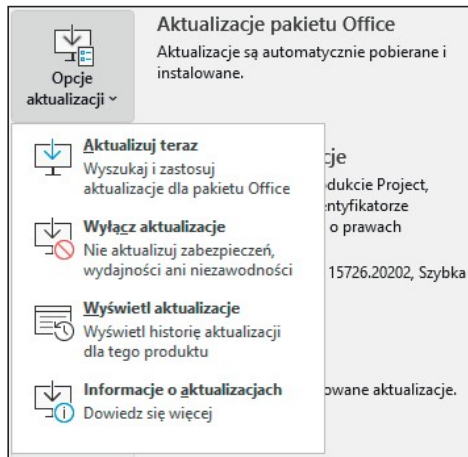 Aktualizacje pakietu Office
Aktualizacje są automatycznie pobierane i
instalowane.
Opcje
aktualizacji
Aktualizuj teraz
Wyszukaj i zastosuj
aktualizacje dla pakietu Office
Wyłącz aktualizacje
Nie aktualizuj zabezpieczeń,
wydajności ani niezawodności
Wyświetl aktualizacje
Wyświetl historię aktualizacji
dla tego produktu
Informacje o aktualizacjach
Dowiedz się więcej
cje
dukcie Project,
entyfikatorze
o prawach
15726.20202, Szybka
owane aktualizacje.